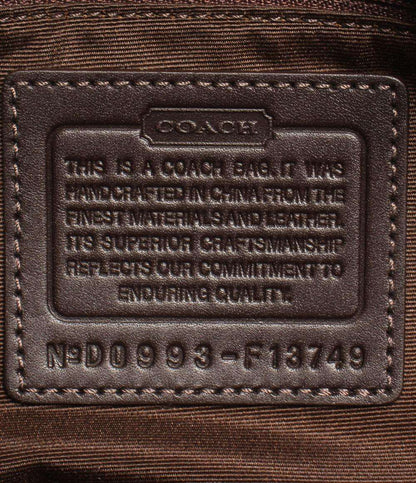 COACH
THIS IS A COACH BAG. IT WAS
HANDCRAFTED IN CHINA FROM THE
FINEST MATERIALS AND LEATHER.
ITS SUPERIOR CRAFTSMANSHIP
REFLECTS OUR COMMITMENT TO
ENDURING QUALITY.
№D0993-F13749